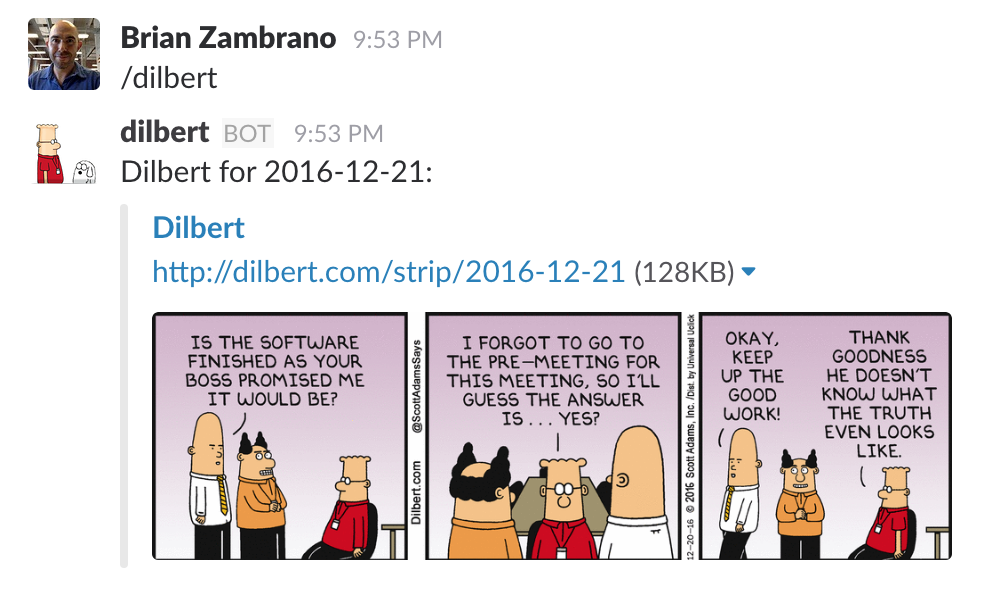 Brian Zambrano 9:53 PM
/dilbert
dilbert BOT 9:53 PM
Dilbert for 2016-12-21:
Dilbert
http://dilbert.com/strip/2016-12-21 (128KB)
IS THE SOFTWARE
FINISHED AS YOUR
BOSS PROMISED ME
IT WOULD BE?
Dilbert.com @ScottAdamsSays
I FORGOT TO GO TO
THE PRE-MEETING FOR
THIS MEETING, SO I'LL
GUESS THE ANSWER
IS... YES?
12-20-16 © 2016 Scott Adams, Inc. /Dist. by Universal Uclick
OKAY,
KEEP
UP THE
GOOD
WORK!
THANK
GOODNESS
HE DOESN'T
KNOW WHAT
THE TRUTH
EVEN LOOKS
LIKE.